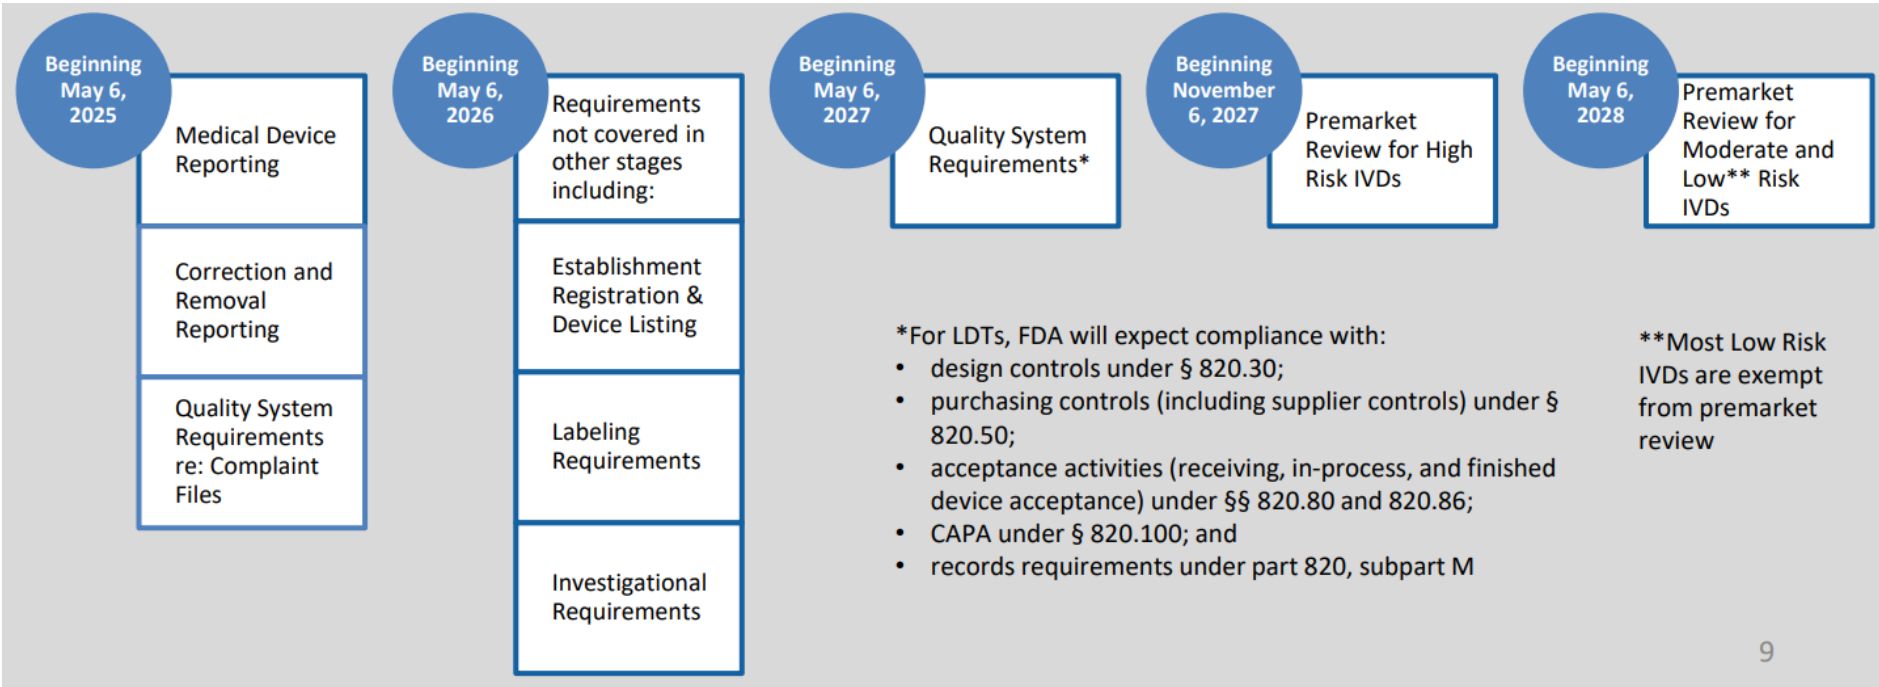 Beginning
May 6,
2025
Medical Device
Reporting
Correction and
Removal
Reporting
Quality System
Requirements
re: Complaint
Files
Beginning
May 6,
2026
Requirements
not covered in
other stages
including:
Establishment
Registration &
Device Listing
Labeling
Requirements
Investigational
Requirements
Beginning
May 6,
2027
Quality System
Requirements*
Beginning
November
6, 2027
Premarket
Review for High
Risk IVDs
Beginning
May 6,
2028
Premarket
Review for
Moderate and
Low** Risk
IVDs
*For LDTs, FDA will expect compliance with:
• design controls under § 820.30;
• purchasing controls (including supplier controls) under §
820.50;
• acceptance activities (receiving, in-process, and finished
device acceptance) under §§ 820.80 and 820.86;
• CAPA under § 820.100; and
• records requirements under part 820, subpart M
**Most Low Risk
IVDs are exempt
from premarket
review
9